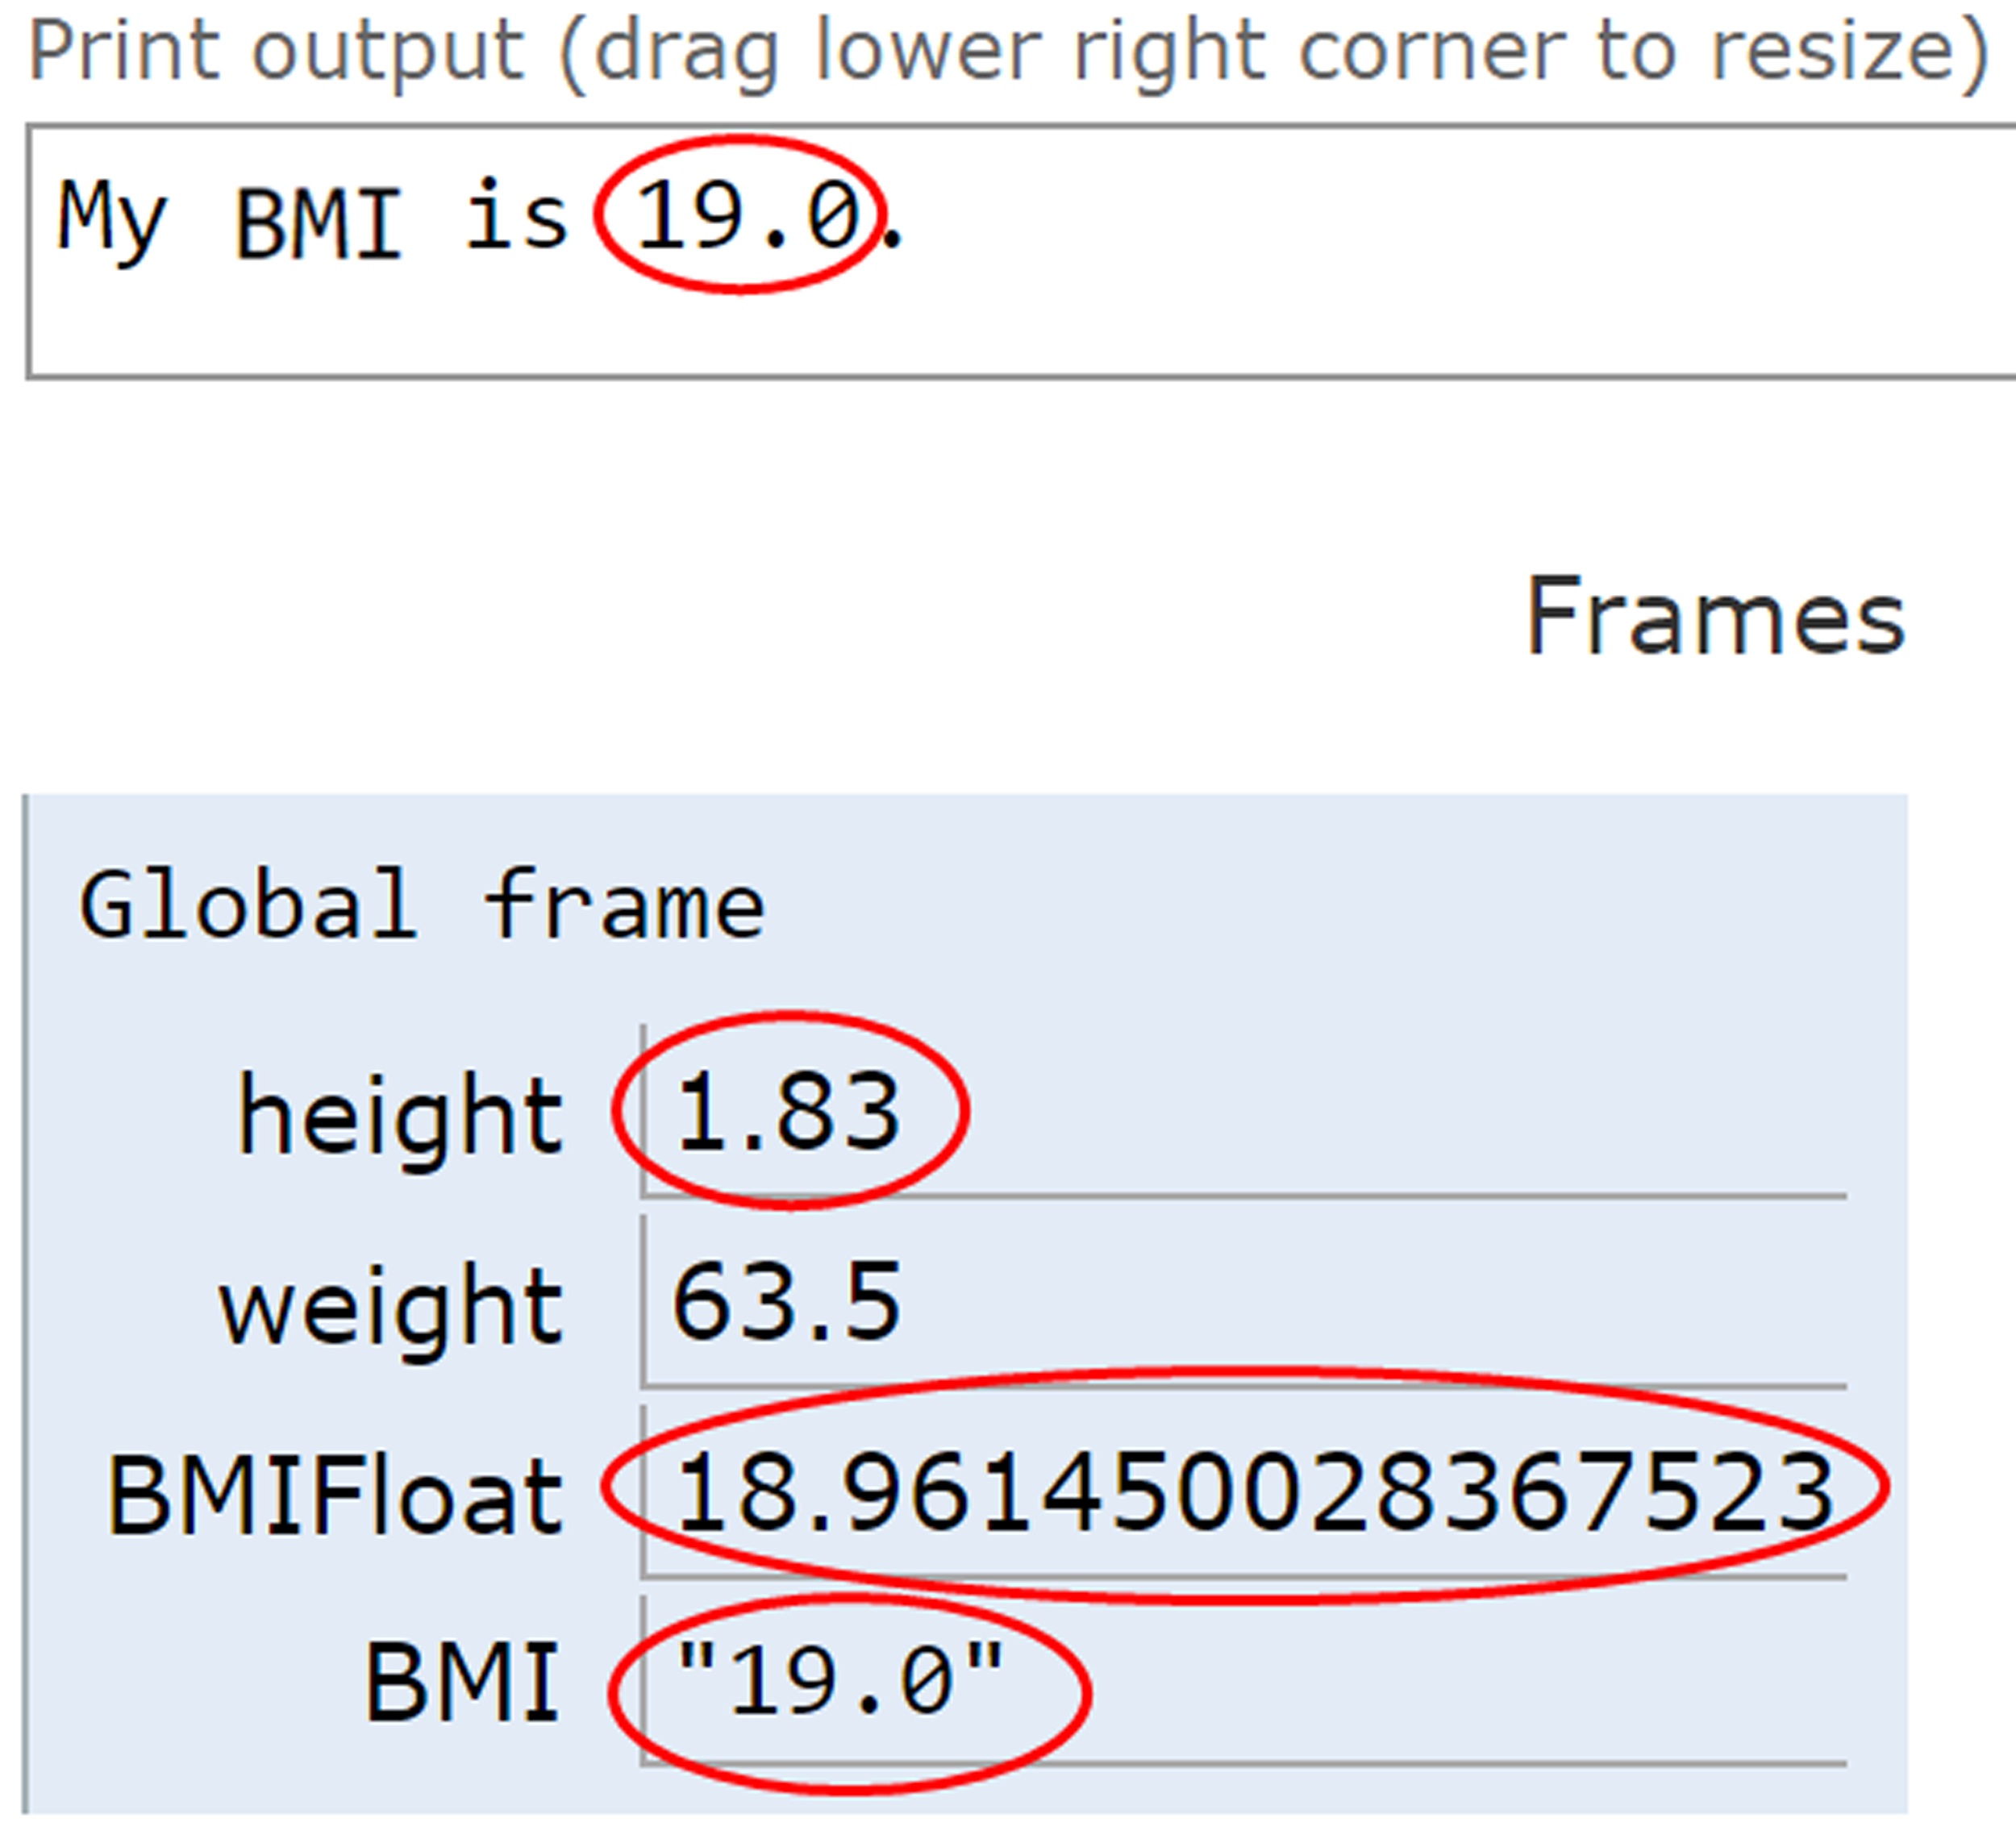 Print output (drag lower right corner to resize)
My BMI is 19.0.
Frames
Global frame
height 1.83
weight 63.5
BMIFloat 18.961450028367523
BMI "19.0"